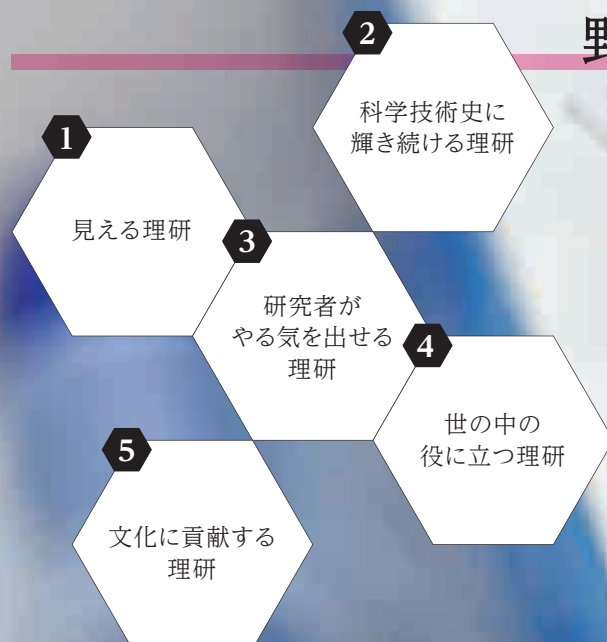 1
見える理研
2
科学技術史に
輝き続ける理研
3
研究者が
やる気を出せる
理研
4
世の中の
役に立つ理研
5
文化に貢献する
理研